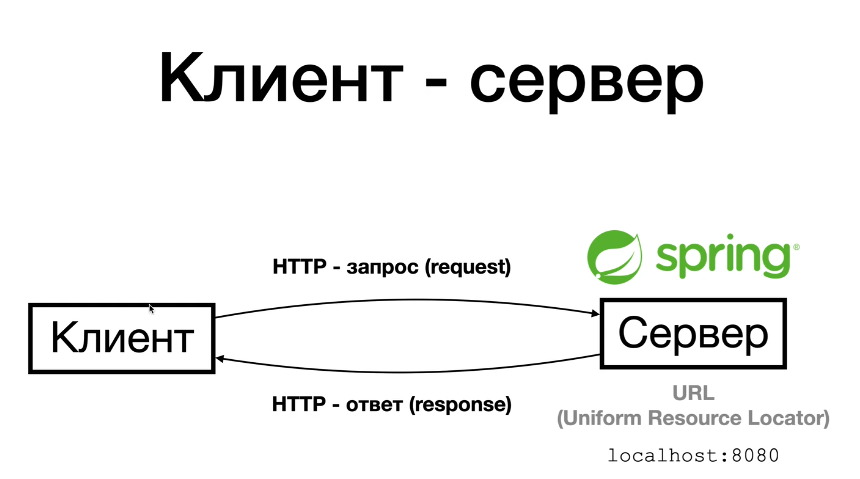 Клиент - сервер
spring®
HTTP - запрос (request)
Клиент
Сервер
HTTP - ответ (response)
URL
(Uniform Resource Locator)
localhost:8080